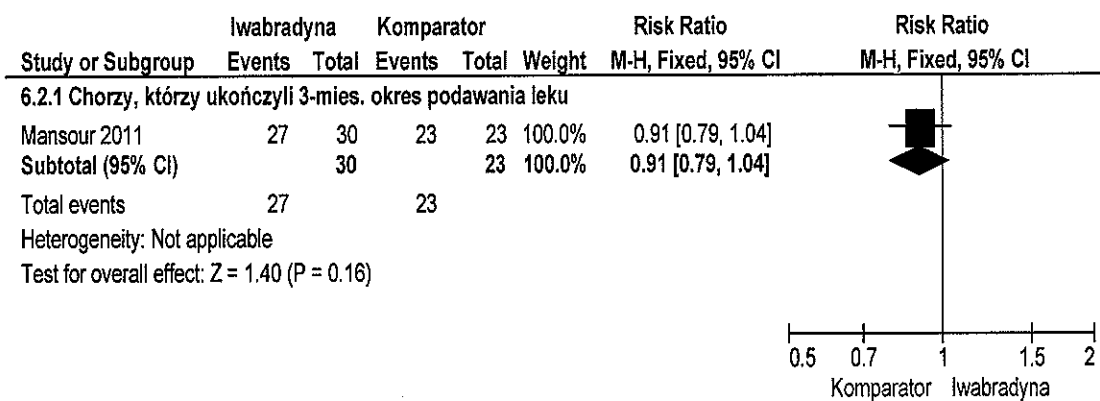 Iwabradyna Komparator Risk Ratio Risk Ratio
Study or Subgroup Events Total Events Total Weight M-H, Fixed, 95% CI M-H, Fixed, 95% CI
6.2.1 Chorzy, którzy ukończyli 3-mies. okres podawania leku
Mansour 2011 27 30 23 23 100.0% 0.91 [0.79, 1.04]
Subtotal (95% CI) 30 23 100.0% 0.91 [0.79, 1.04]
Total events 27 23
Heterogeneity: Not applicable
Test for overall effect: Z = 1.40 (P = 0.16)
0.5 0.7 1 1.5 2
Komparator Iwabradyna